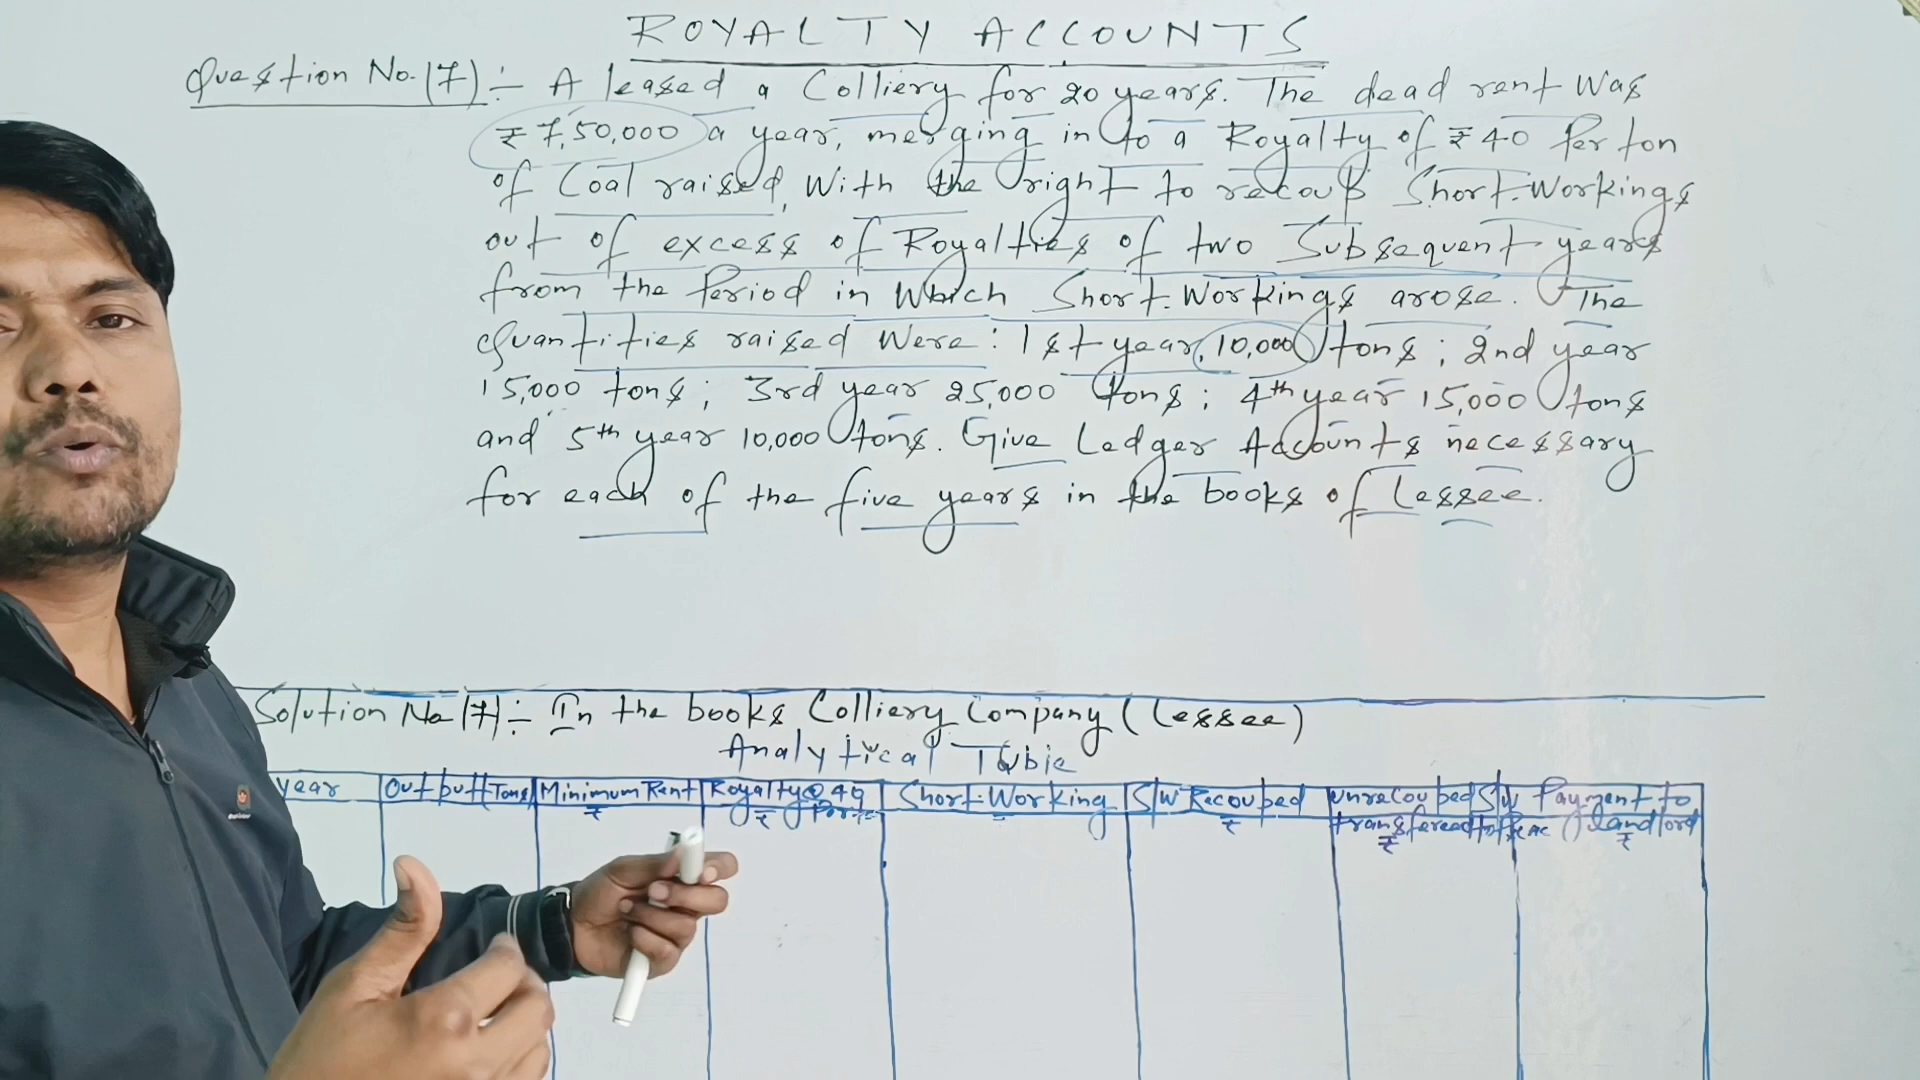 ROYALTY ACCOUNTS
Question No. (7) :- A leased a Colliery for 20 years. The dead rent was
₹ 7,50,000 a year, merging in to a Royalty of ₹ 40 Per ton
of Coal raised, with the right to recoup Short-Workings
out of excess of Royalties of two Subsequent years
from the Period in Which Short-Workings arose. The
Quantities raised Were: 1st year, 10,000 tons; 2nd year
15,000 tons; 3rd year 25,000 tons; 4th year 15,000 tons
and 5th year 10,000 tons. Give Ledger Accounts necessary
for each of the five years in the books of Lessee.
Solution No (7) :- In the books Colliery Company (Lessee)
Analytical Table
year Output (Tons) Minimum Rent ₹ Royalty @ 40 Per ₹ Short-Working S/W Recouped ₹ Unrecouped S/W transfered to ₹ Payment to landlord ₹